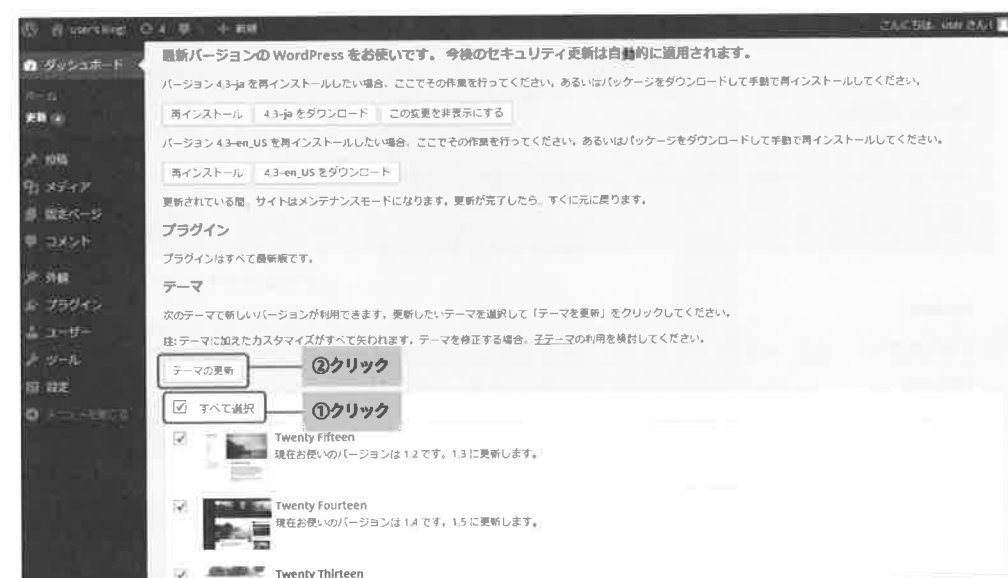 user's blog!
4
新規
こんにちは、user さん!
ダッシュボード
ホーム
更新 4
投稿
メディア
固定ページ
コメント
外観
プラグイン
ユーザー
ツール
設定
メニューを閉じる
最新バージョンの WordPress をお使いです。 今後のセキュリティ更新は自動的に適用されます。
バージョン 4.3–ja を再インストールしたい場合、ここでその作業を行ってください。あるいはパッケージをダウンロードして手動で再インストールしてください。
再インストール 4.3–ja をダウンロード この変更を非表示にする
バージョン 4.3–en_US を再インストールしたい場合、ここでその作業を行ってください。あるいはパッケージをダウンロードして手動で再インストールしてください。
再インストール 4.3–en_US をダウンロード
更新されている間、サイトはメンテナンスモードになります。更新が完了したら、すぐに元に戻ります。
プラグイン
プラグインはすべて最新版です。
テーマ
次のテーマで新しいバージョンが利用できます。更新したいテーマを選択して「テーマを更新」をクリックしてください。
注: テーマに加えたカスタマイズがすべて失われます。テーマを修正する場合、子テーマの利用を検討してください。
テーマの更新
②クリック
すべて選択
①クリック
Twenty Fifteen
現在お使いのバージョンは 1.2 です。1.3 に更新します。
Twenty Fourteen
現在お使いのバージョンは 1.4 です。1.5 に更新します。
Twenty Thirteen